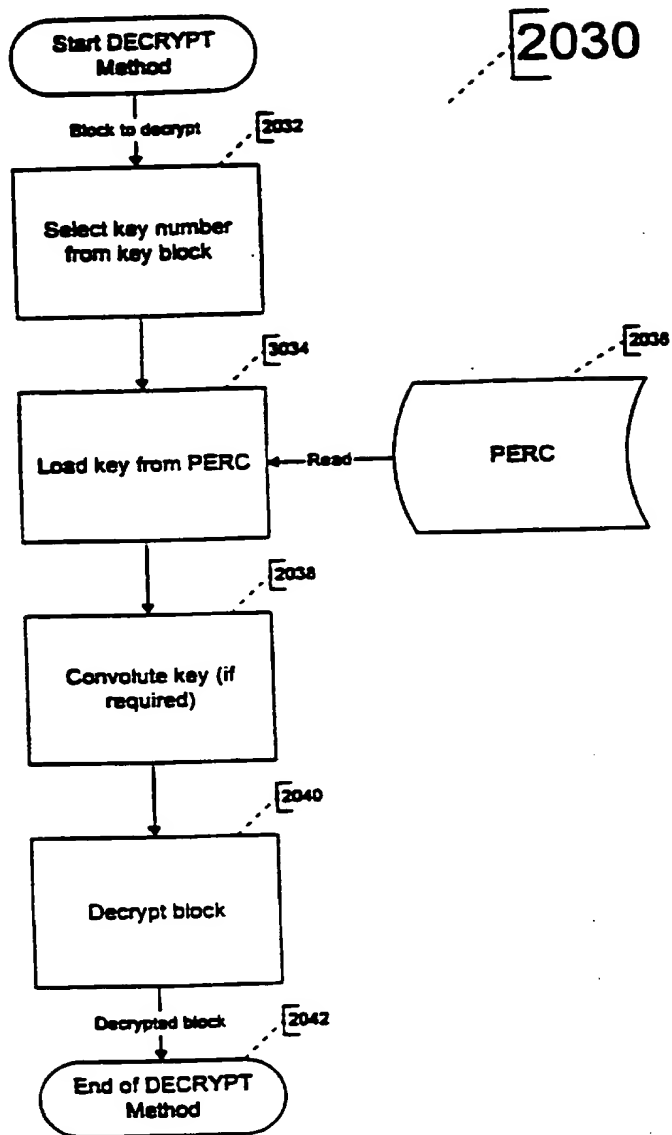 Start DECRYPT
Method
2030
Block to decrypt
2032
Select key number
from key block
3034
2036
Load key from PERC
Read
PERC
2038
Convolute key (if
required)
2040
Decrypt block
Decrypted block
2042
End of DECRYPT
Method